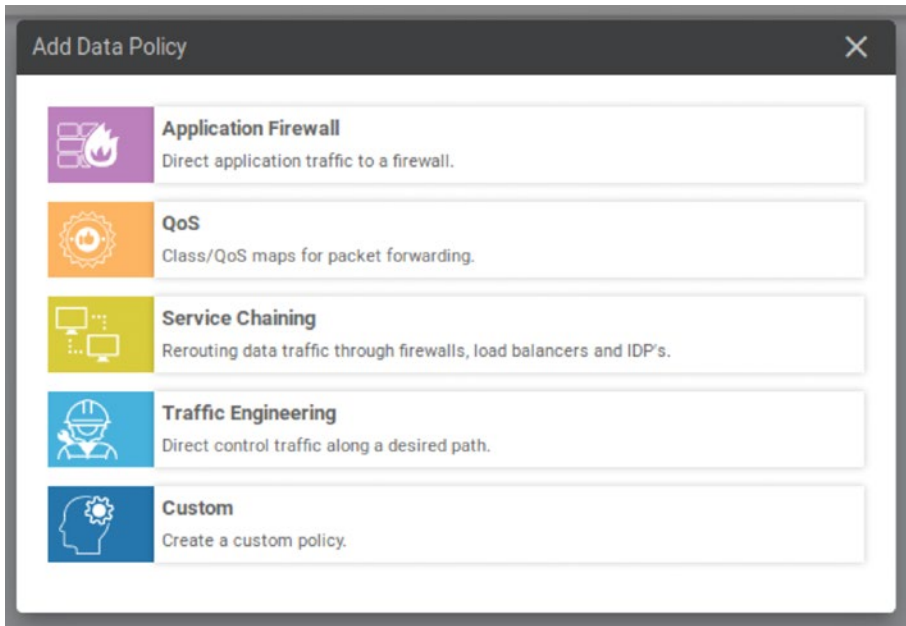 Add Data Policy
Application Firewall
Direct application traffic to a firewall.
QoS
Class/QoS maps for packet forwarding.
Service Chaining
Rerouting data traffic through firewalls, load balancers and IDP's.
Traffic Engineering
Direct control traffic along a desired path.
Custom
Create a custom policy.